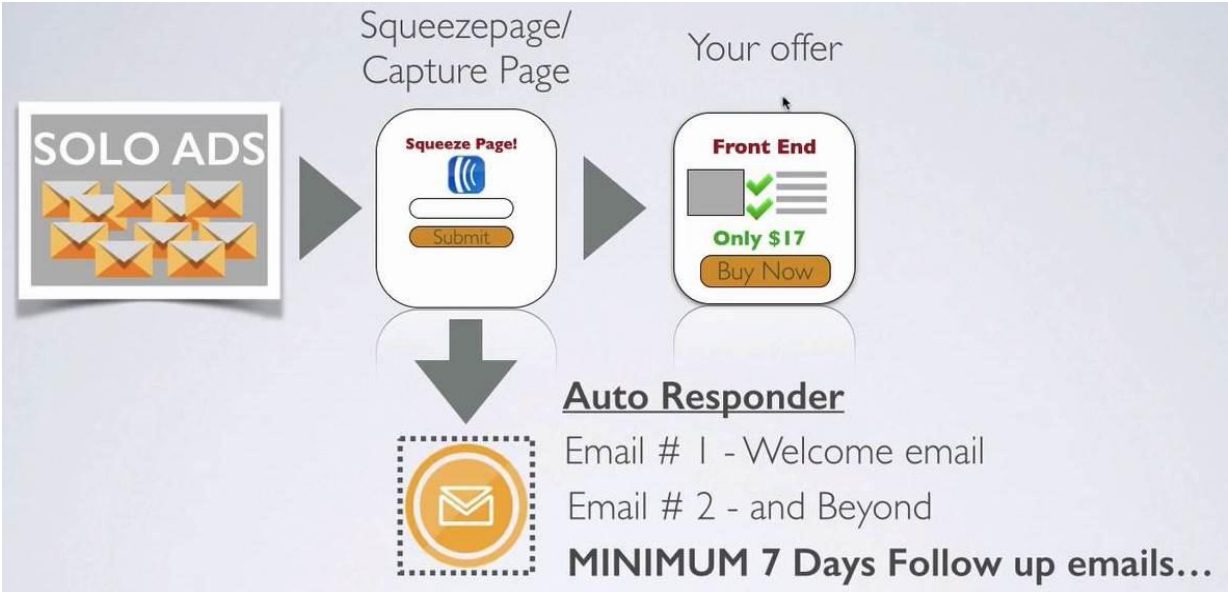 Squeezepage/
Capture Page
Your offer
SOLO ADS
Squeeze Page!
Submit
Front End
Only $17
Buy Now
Auto Responder
Email # 1 - Welcome email
Email # 2 - and Beyond
MINIMUM 7 Days Follow up emails...